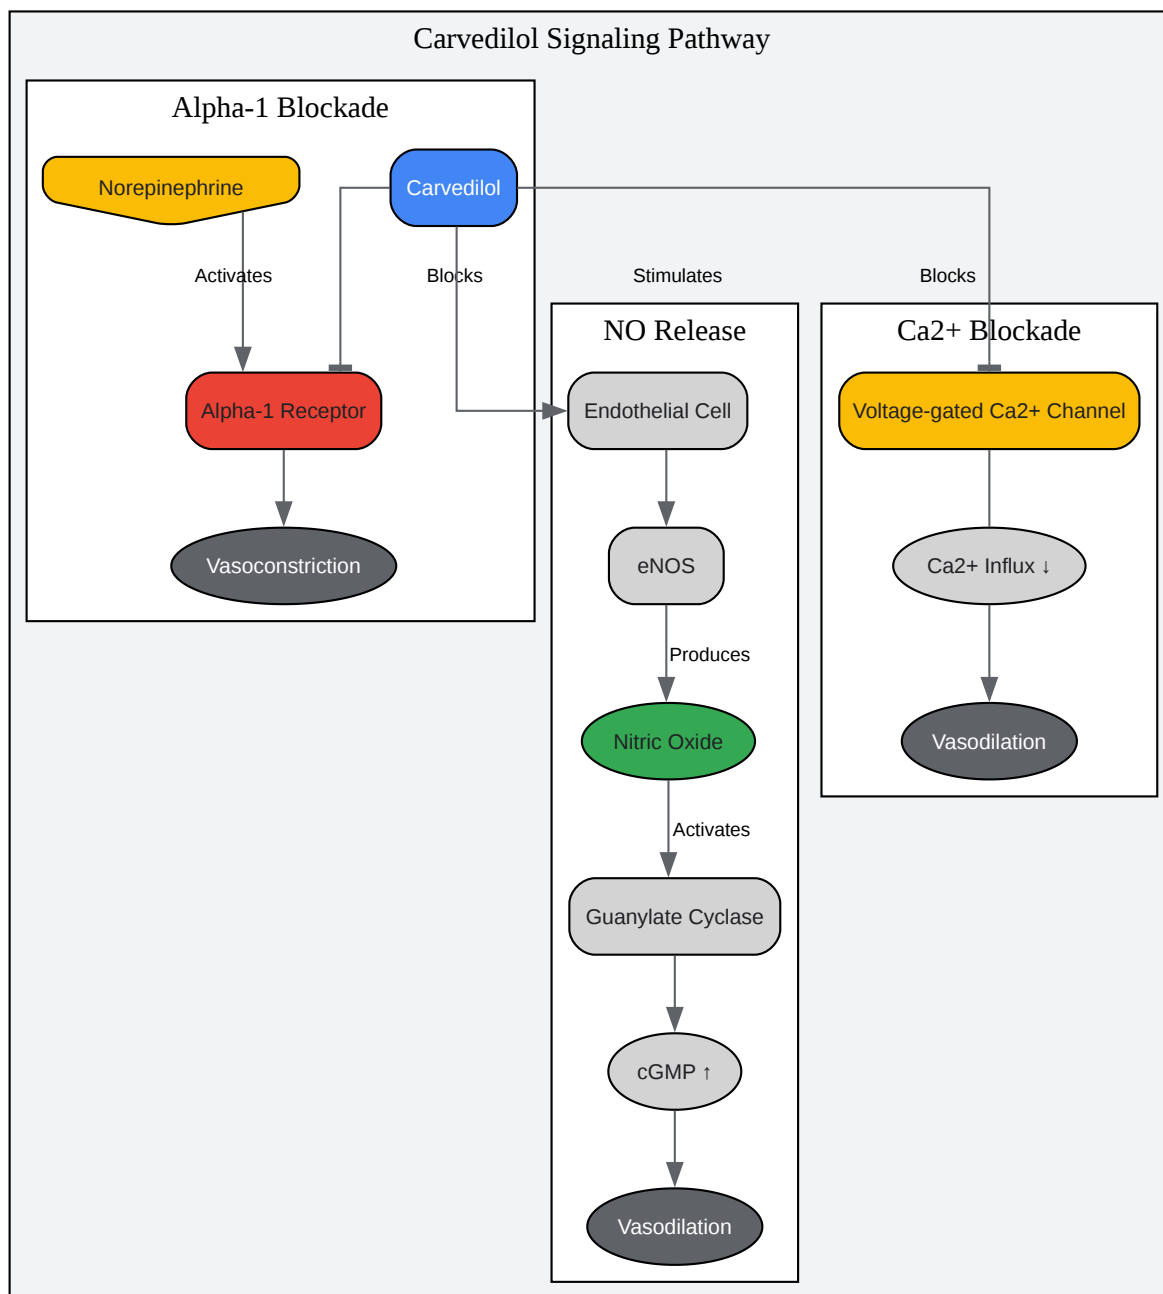 Carvedilol Signaling Pathway
Alpha-1 Blockade
Norepinephrine
Carvedilol
Activates
Blocks
Stimulates
Blocks
NO Release
Ca2+ Blockade
Alpha-1 Receptor
Endothelial Cell
Voltage-gated Ca2+ Channel
Vasoconstriction
eNOS
Ca2+ Influx ↓
Produces
Nitric Oxide
Vasodilation
Activates
Guanylate Cyclase
cGMP ↑
Vasodilation